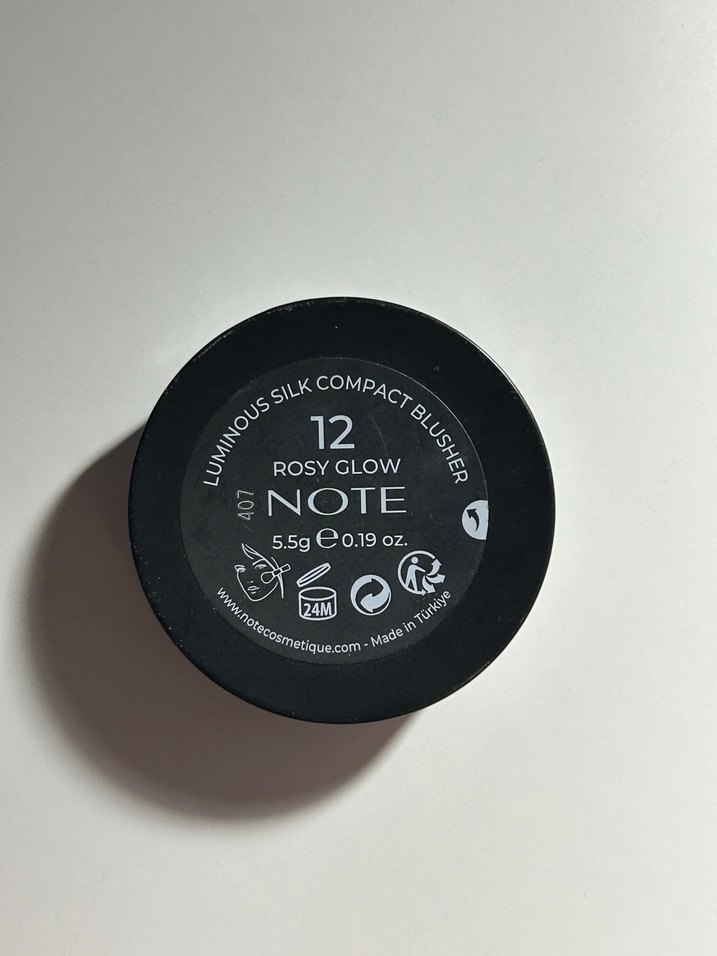 LUMINOUS SILK COMPACT BLUSHER
12
ROSY GLOW
407
NOTE
5.5g e 0.19 oz.
24M
www.notecosmetique.com - Made in Türkiye